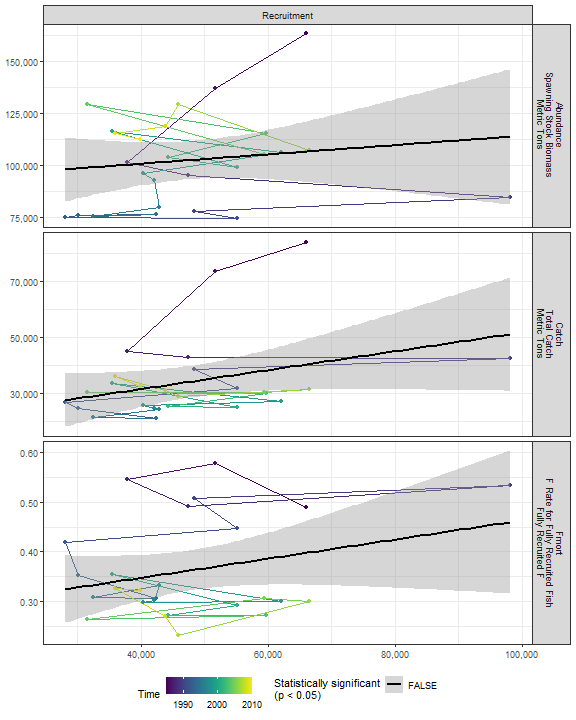 Recruitment
150,000
125,000
100,000
75,000
Abundance
Spawning Stock Biomass
Metric Tons
70,000
50,000
30,000
Catch
Total Catch
Metric Tons
0.60
0.50
0.40
0.30
Fmort
F Rate for Fully Recruited Fish
Fully Recruited F
40,000 60,000 80,000 100,000
Time
1990 2000 2010
Statistically significant
(p < 0.05)
FALSE